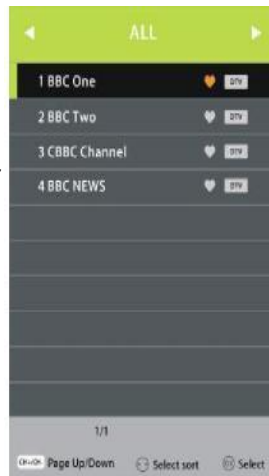 ALL
1 BBC One DTV
2 BBC Two DTV
3 CBBC Channel DTV
4 BBC NEWS DTV
1/1
Page Up/Down Select sort Select